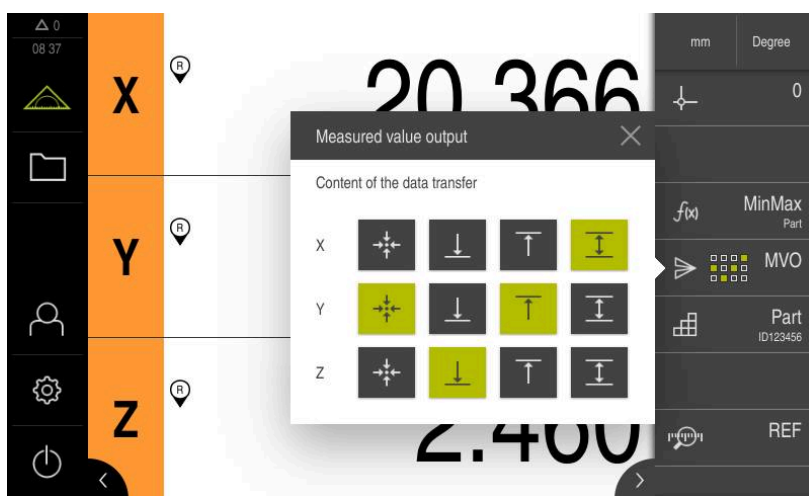 0
08 37
mm
Degree
X
R
20.366
0
Measured value output
Content of the data transfer
X
Y
Z
MinMax
Part
f(x)
Y
R
MVO
Part
ID123456
Z
R
2.460
REF